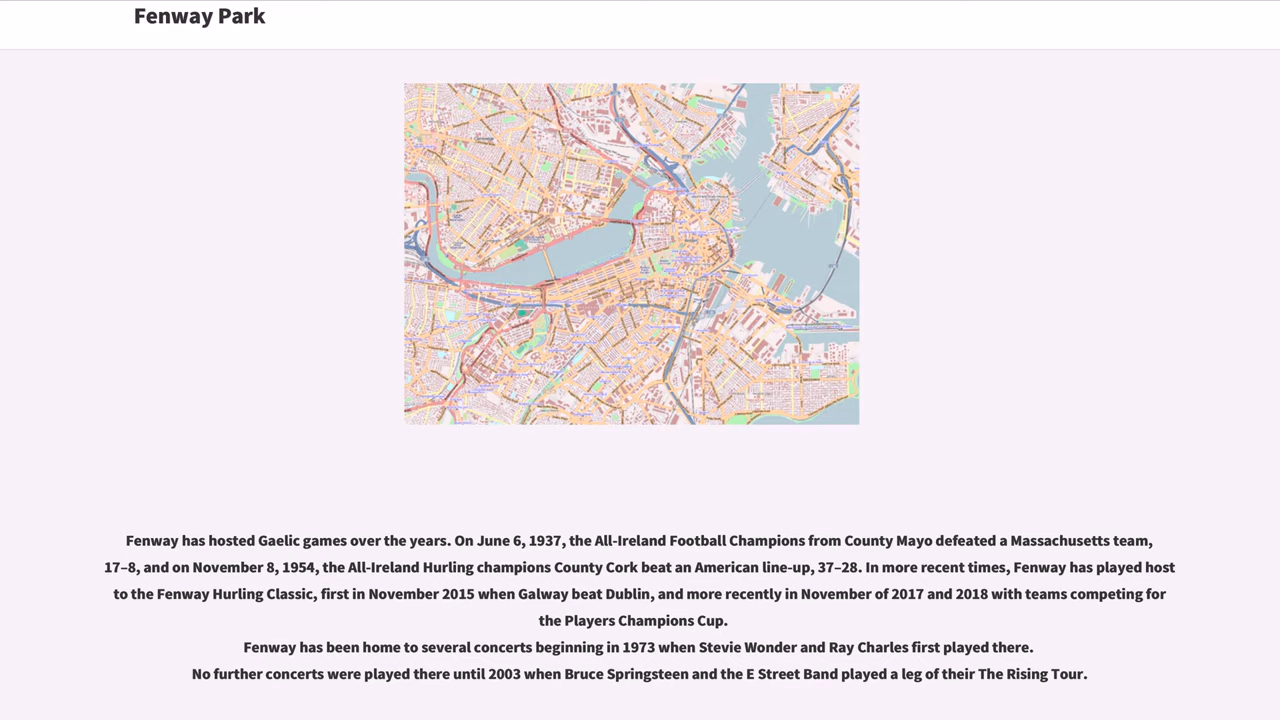 Fenway Park
Fenway has hosted Gaelic games over the years. On June 6, 1937, the All-Ireland Football Champions from County Mayo defeated a Massachusetts team,
17–8, and on November 8, 1954, the All-Ireland Hurling champions County Cork beat an American line-up, 37–28. In more recent times, Fenway has played host
to the Fenway Hurling Classic, first in November 2015 when Galway beat Dublin, and more recently in November of 2017 and 2018 with teams competing for
the Players Champions Cup.
Fenway has been home to several concerts beginning in 1973 when Stevie Wonder and Ray Charles first played there.
No further concerts were played there until 2003 when Bruce Springsteen and the E Street Band played a leg of their The Rising Tour.